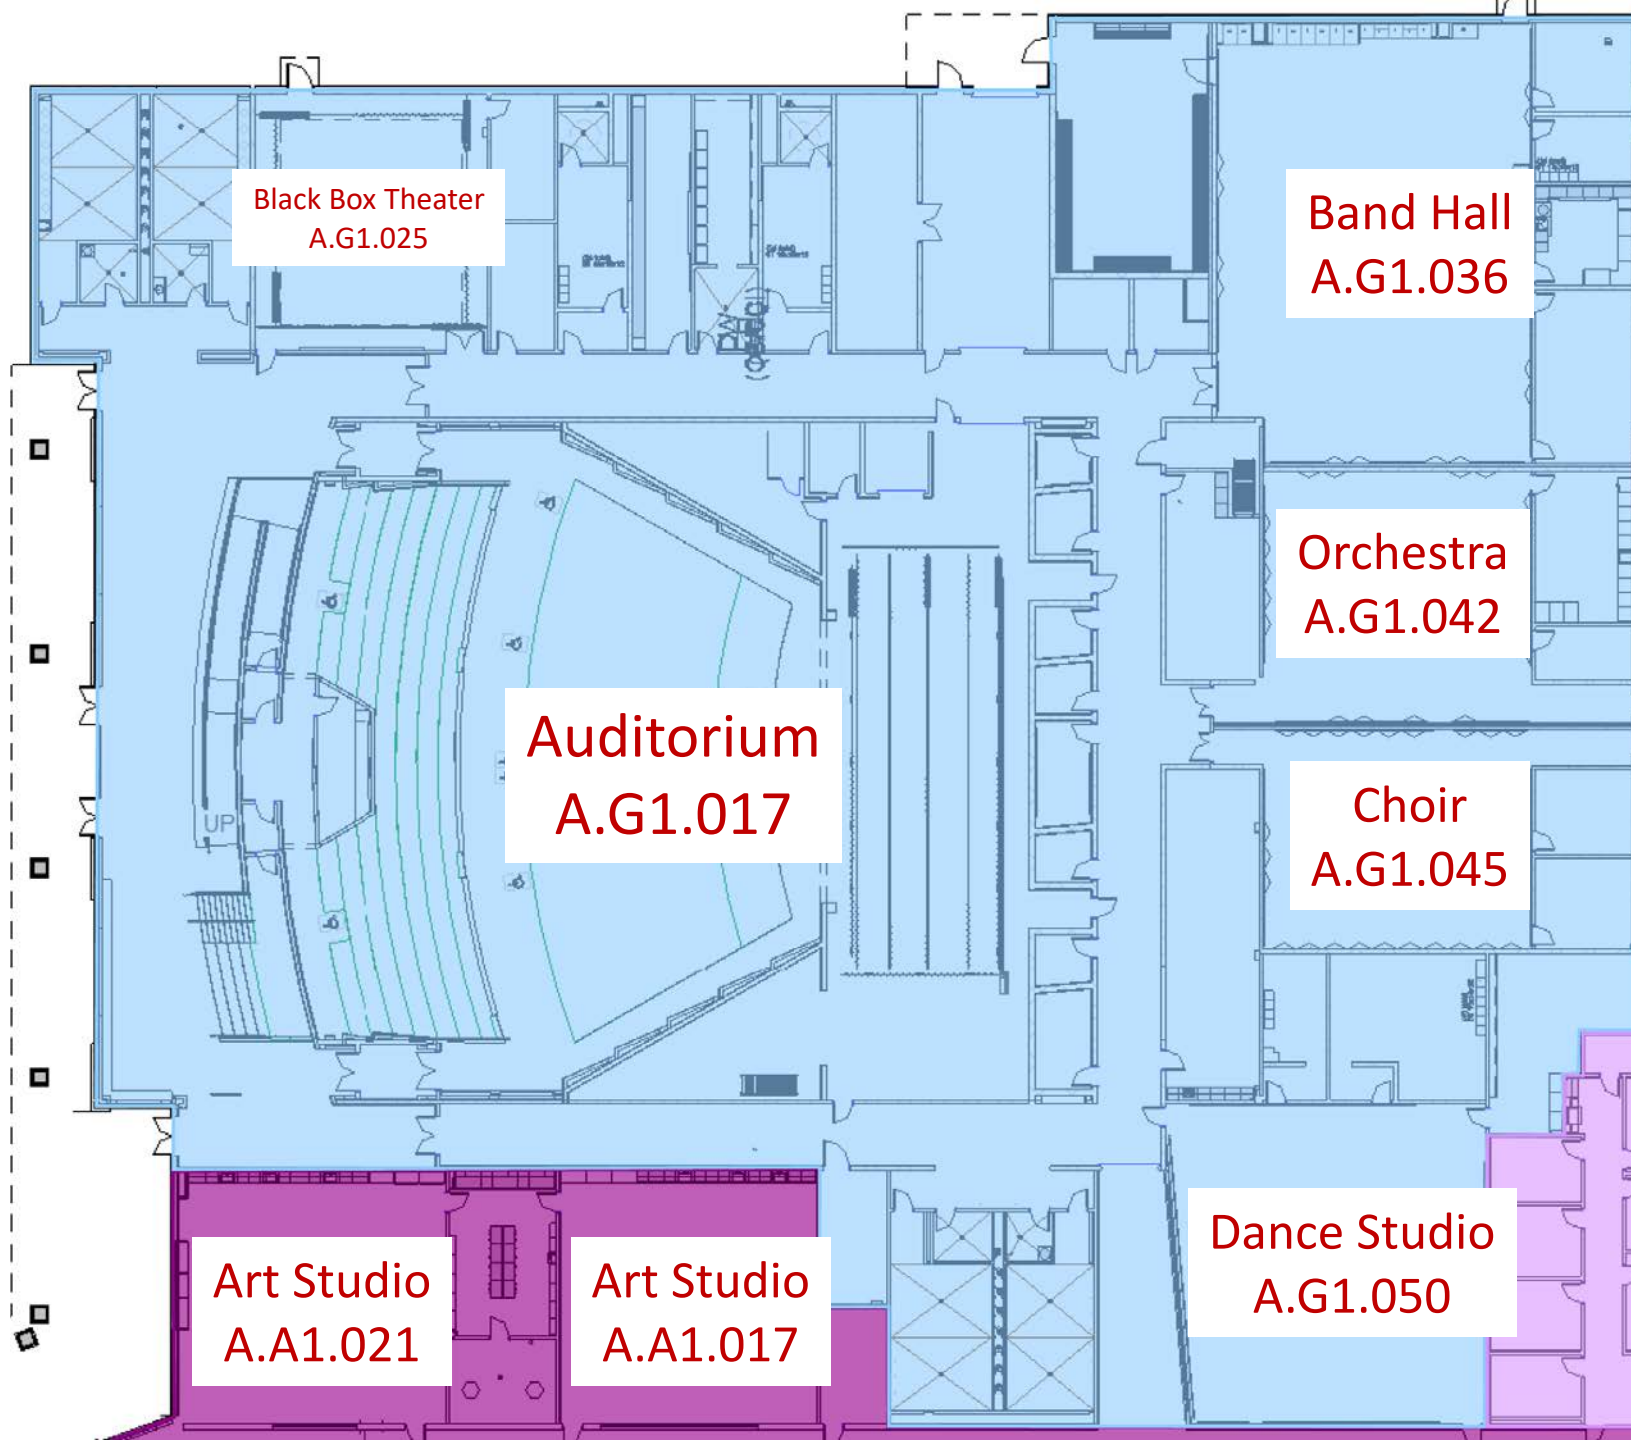 Black Box Theater
A.G1.025
Band Hall
A.G1.036
Orchestra
A.G1.042
Auditorium
A.G1.017
UP
Choir
A.G1.045
Dance Studio
A.G1.050
Art Studio
A.A1.021
Art Studio
A.A1.017